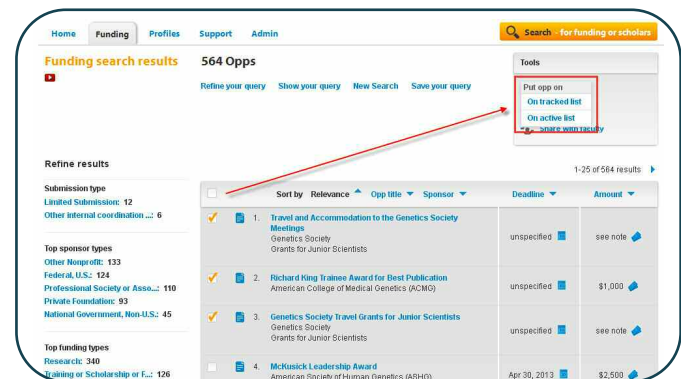 Home Funding Profiles Support Admin
Search - for funding or scholars
Funding search results
564 Opps
Refine your query Show your query New Search Save your query
Tools
Put opp on
On tracked list
On active list
Share with faculty
Refine results
1-25 of 564 results
Submission type
Limited Submission: 12
Other internal coordination ...: 6
Top sponsor types
Other Nonprofit: 133
Federal, U.S.: 124
Professional Society or Asso...: 110
Private Foundation: 93
National Government, Non-U.S.: 45
Top funding types
Research: 340
Training or Scholarship or F...: 126
Sort by Relevance Opp title Sponsor Deadline Amount
1. Travel and Accommodation to the Genetics Society
Meetings
Genetics Society
Grants for Junior Scientists
unspecified see note
2. Richard King Trainee Award for Best Publication
American College of Medical Genetics (ACMG)
unspecified $1,000
3. Genetics Society Travel Grants for Junior Scientists
Genetics Society
Grants for Junior Scientists
unspecified see note
4. McKusick Leadership Award
American Society of Human Genetics (ASHG)
Apr 30, 2013 $2,500